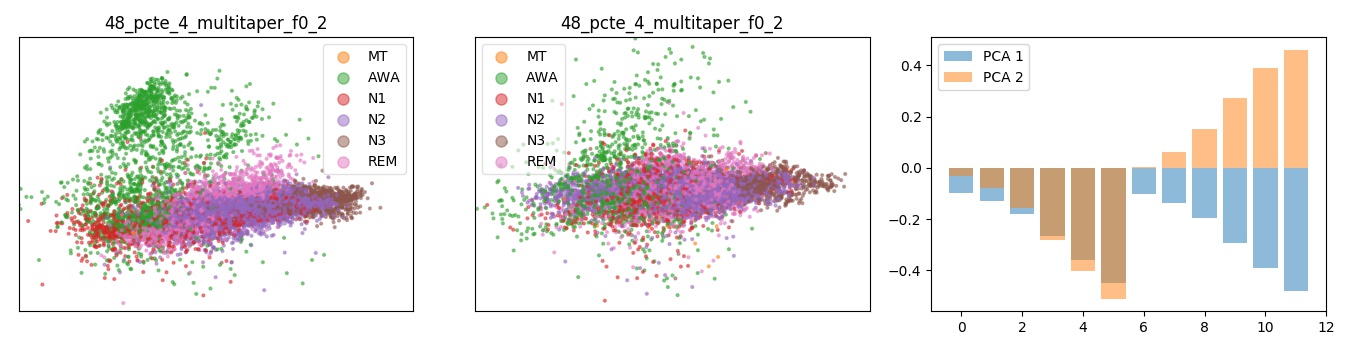 48_pcte_4_multitaper_f0_2
MT
AWA
N1
N2
N3
REM
48_pcte_4_multitaper_f0_2
MT
AWA
N1
N2
N3
REM
PCA 1
PCA 2
0.4
0.2
0.0
−0.2
−0.4
0 2 4 6 8 10 12